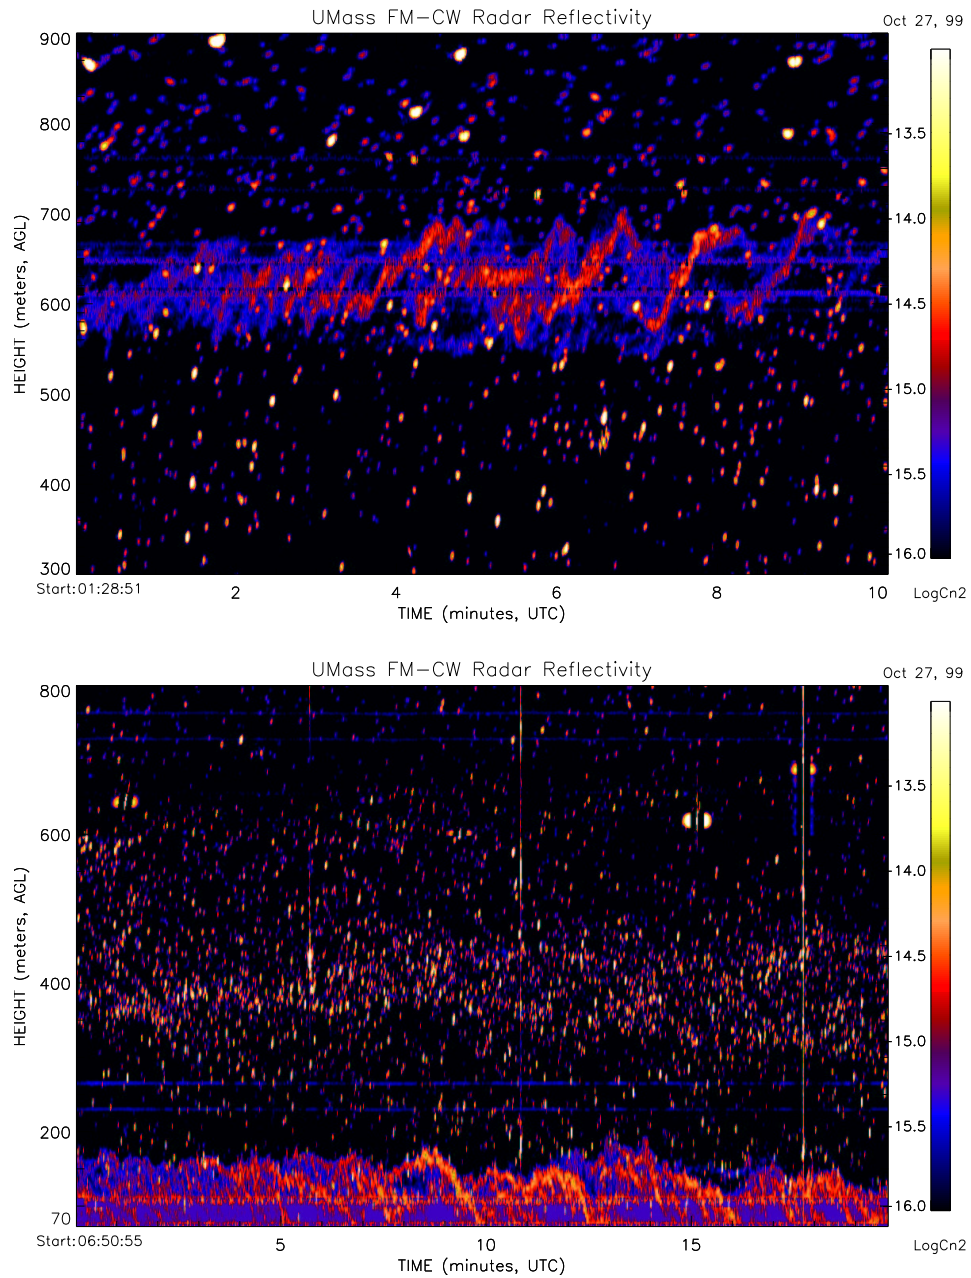 UMass FM-CW Radar Reflectivity
Oct 27, 99
900
800
700
600
500
400
300
HEIGHT (meters, AGL)
-13.5
-14.0
-14.5
-15.0
-15.5
-16.0
Start:01:28:51
2 4 6 8 10
LogCn2
TIME (minutes, UTC)
UMass FM-CW Radar Reflectivity
Oct 27, 99
800
600
400
200
70
HEIGHT (meters, AGL)
-13.5
-14.0
-14.5
-15.0
-15.5
-16.0
Start:06:50:55
5 10 15
LogCn2
TIME (minutes, UTC)